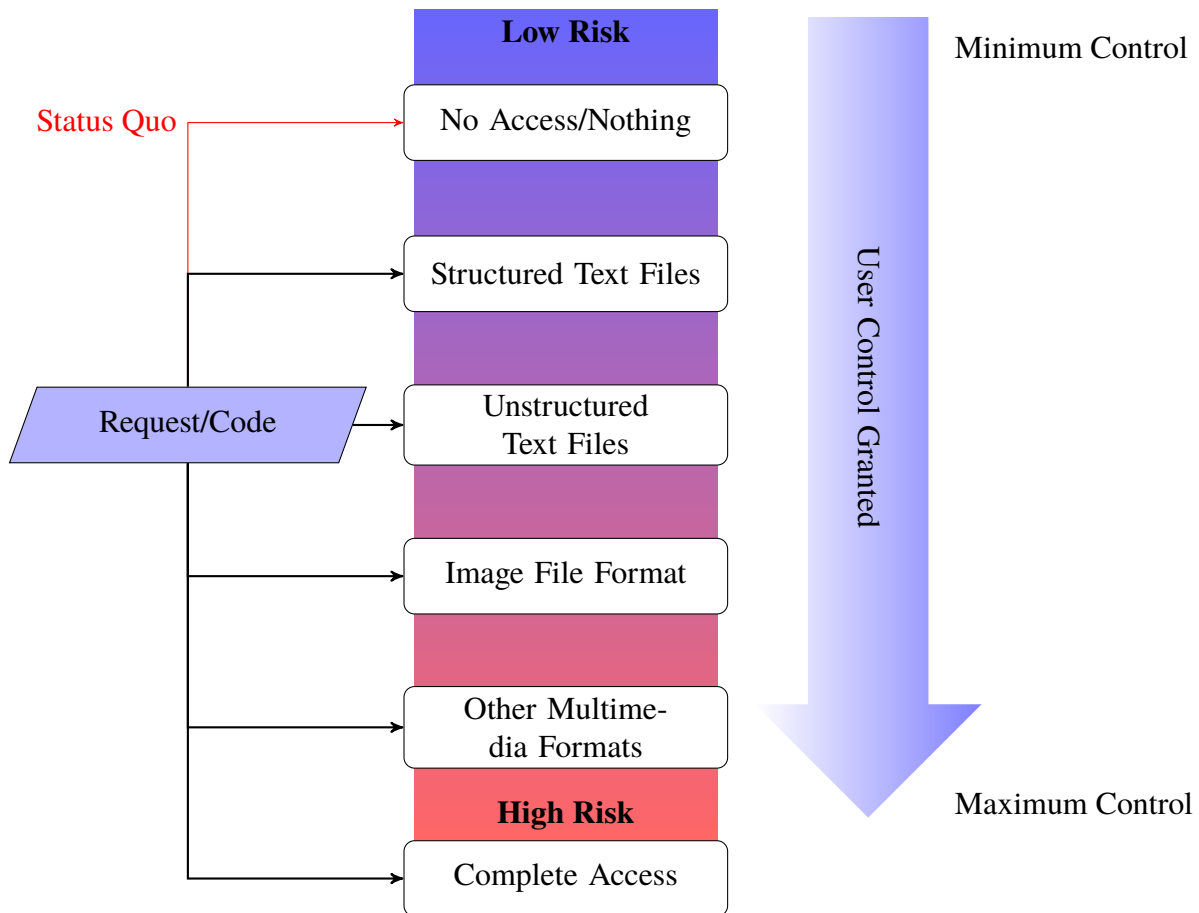 Low Risk
Minimum Control
Status Quo
No Access/Nothing
Structured Text Files
Request/Code
Unstructured
Text Files
User Control Granted
Image File Format
Other Multime-
dia Formats
High Risk
Maximum Control
Complete Access